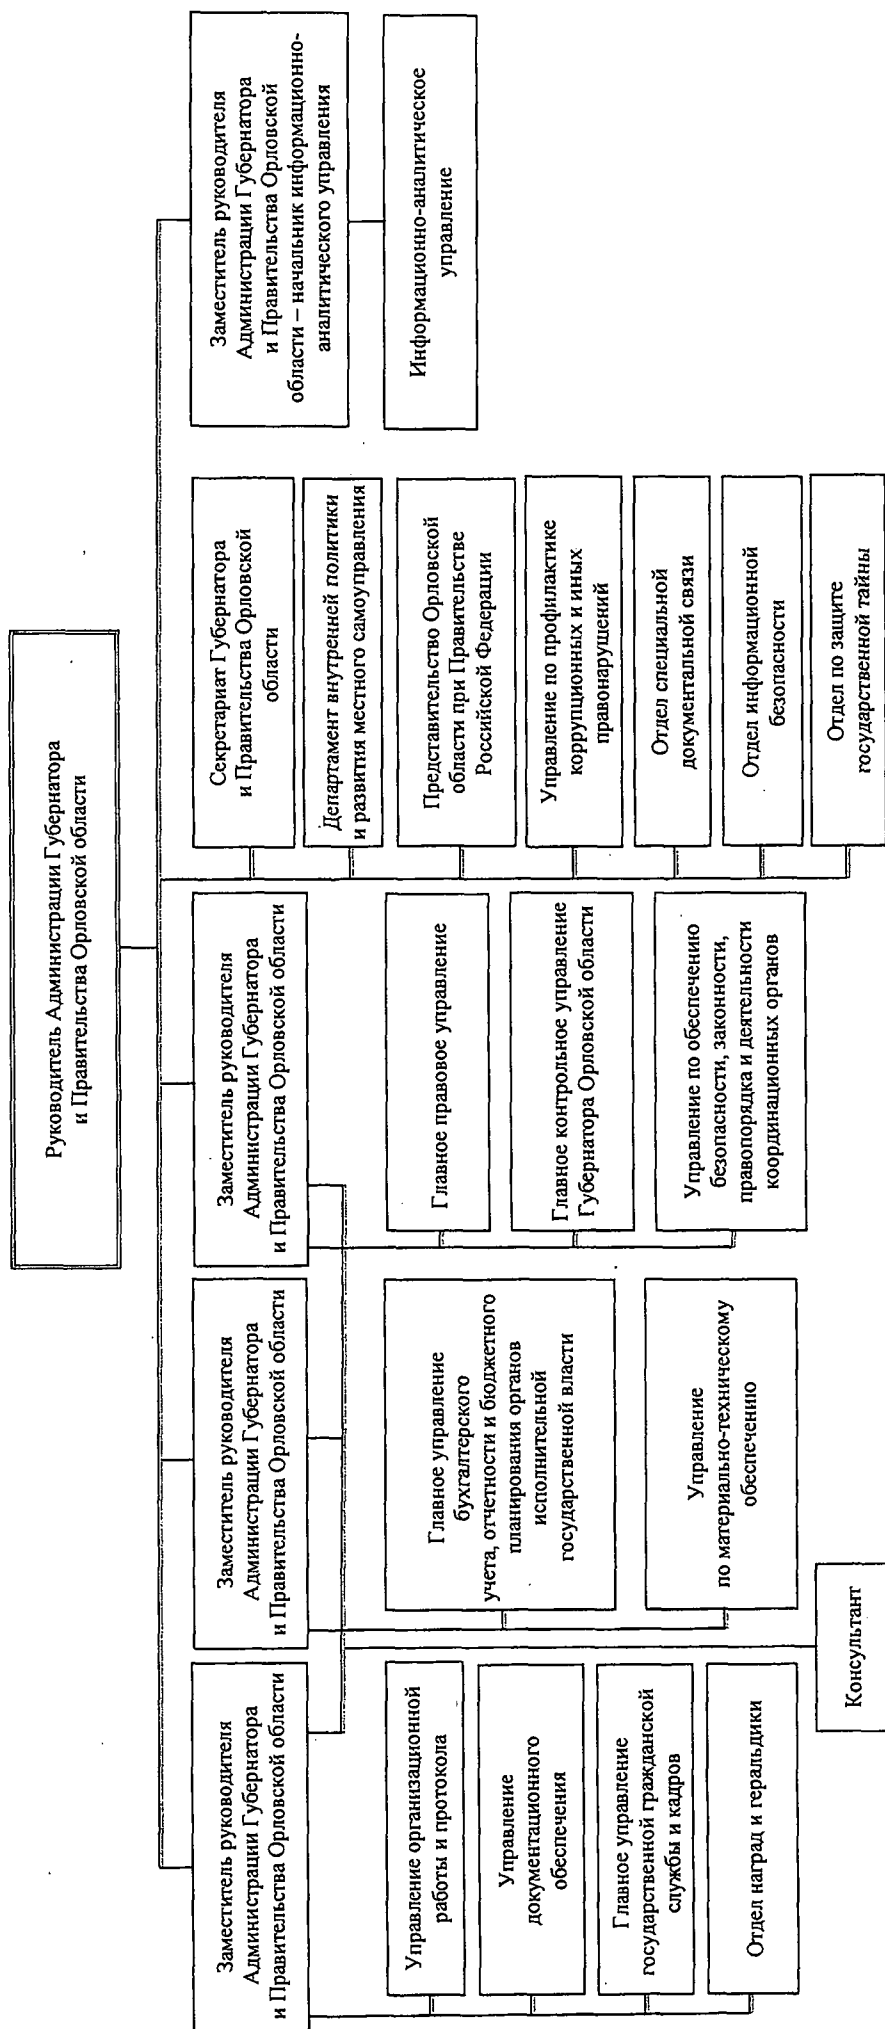 Руководитель Администрации Губернатора
и Правительства Орловской области
Заместитель руководителя
Администрации Губернатора
и Правительства Орловской области
Управление организационной
работы и протокола
Управление
документационного
обеспечения
Главное управление
государственной гражданской
службы и кадров
Отдел наград и геральдики
Консультант
Заместитель руководителя
Администрации Губернатора
и Правительства Орловской области
Главное управление
бухгалтерского
учета, отчетности и бюджетного
планирования органов
исполнительной
государственной власти
Управление
по материально-техническому
обеспечению
Заместитель руководителя
Администрации Губернатора
и Правительства Орловской области
Главное правовое управление
Главное контрольное управление
Губернатора Орловской области
Управление по обеспечению
безопасности, законности,
правопорядка и деятельности
координационных органов
Секретариат Губернатора
и Правительства Орловской
области
Департамент внутренней политики
и развития местного самоуправления
Представительство Орловской
области при Правительстве
Российской Федерации
Управление по профилактике
коррупционных и иных
правонарушений
Отдел специальной
документальной связи
Отдел информационной
безопасности
Отдел по защите
государственной тайны
Заместитель руководителя
Администрации Губернатора
и Правительства Орловской
области – начальник информационно-
аналитического управления
Информационно-аналитическое
управление